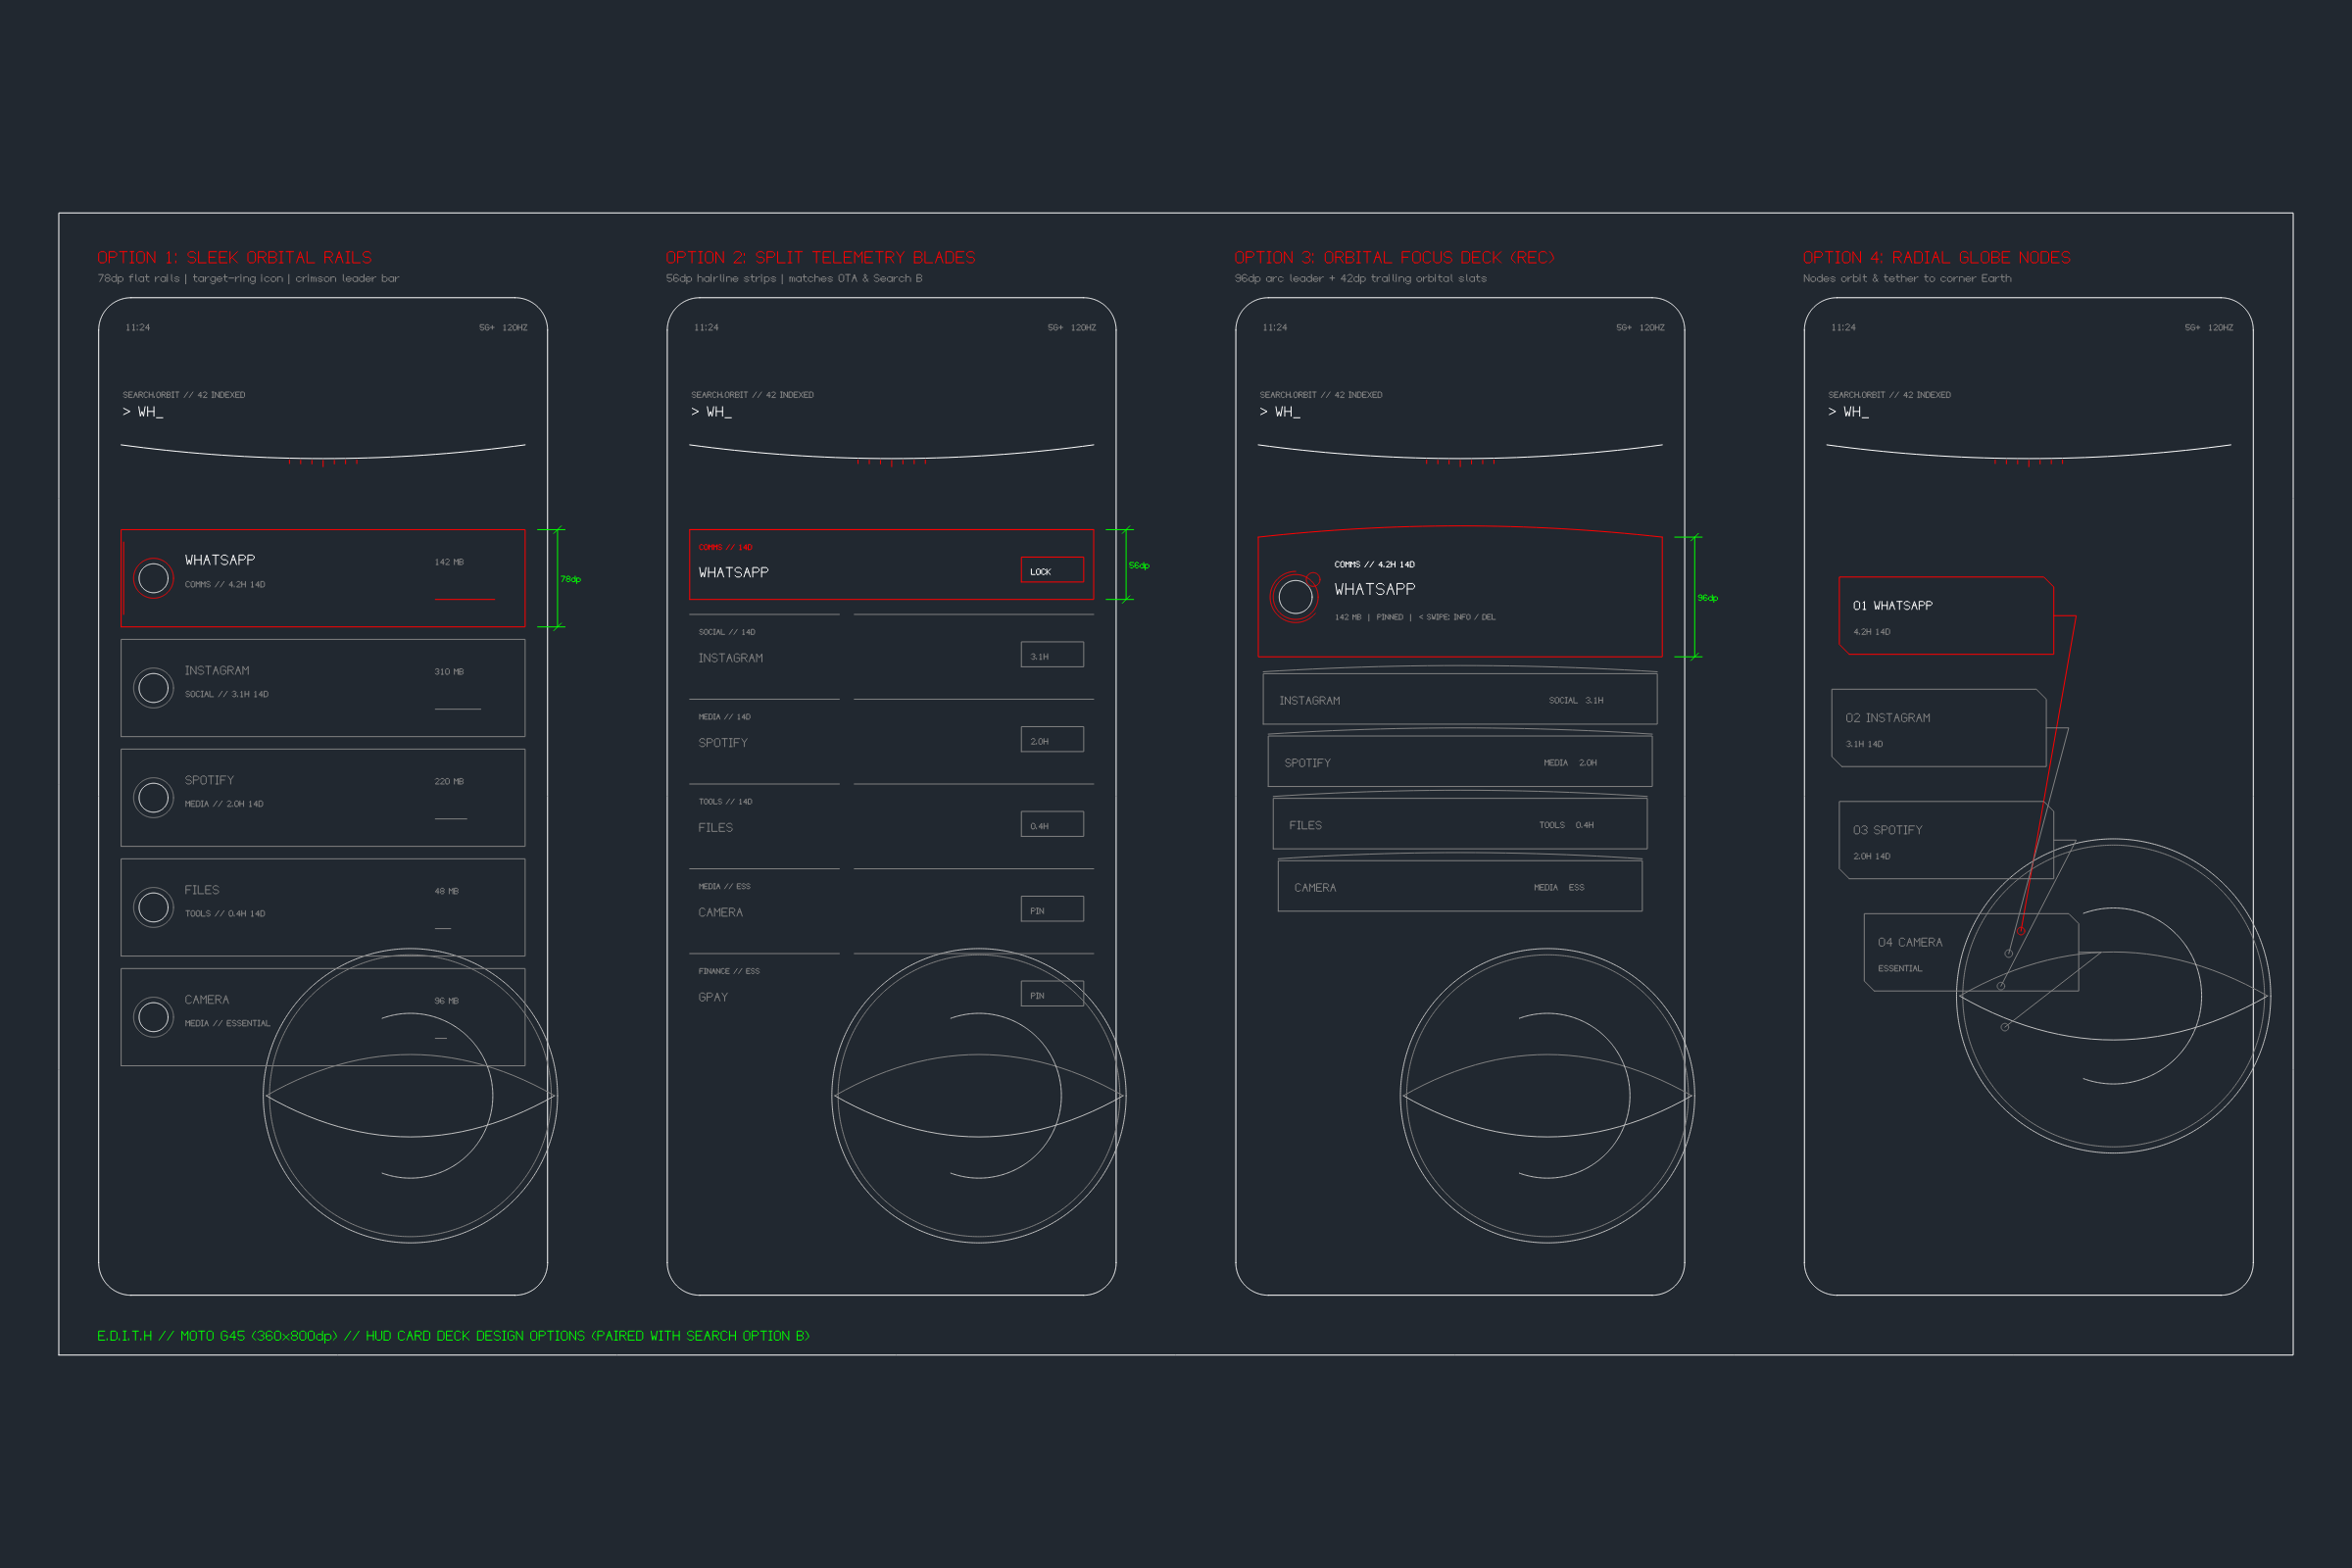 OPTION 1: SLEEK ORBITAL RAILS
78dp flat rails | target-ring icon | crimson leader bar
11:24
5G+ 120HZ
SEARCH.ORBIT // 42 INDEXED
> WH_
WHATSAPP
142 MB
COMMS // 4.2H 14D
78dp
INSTAGRAM
310 MB
SOCIAL // 3.1H 14D
SPOTIFY
220 MB
MEDIA // 2.0H 14D
FILES
48 MB
TOOLS // 0.4H 14D
CAMERA
96 MB
MEDIA // ESSENTIAL
OPTION 2: SPLIT TELEMETRY BLADES
56dp hairline strips | matches OTA & Search B
11:24
5G+ 120HZ
SEARCH.ORBIT // 42 INDEXED
> WH_
COMMS // 14D
WHATSAPP
LOCK
56dp
SOCIAL // 14D
INSTAGRAM
3.1H
MEDIA // 14D
SPOTIFY
2.0H
TOOLS // 14D
FILES
0.4H
MEDIA // ESS
CAMERA
PIN
FINANCE // ESS
GPAY
PIN
OPTION 3: ORBITAL FOCUS DECK (REC)
96dp arc leader + 42dp trailing orbital slats
11:24
5G+ 120HZ
SEARCH.ORBIT // 42 INDEXED
> WH_
COMMS // 4.2H 14D
WHATSAPP
142 MB | PINNED | < SWIPE: INFO / DEL
96dp
INSTAGRAM
SOCIAL 3.1H
SPOTIFY
MEDIA 2.0H
FILES
TOOLS 0.4H
CAMERA
MEDIA ESS
OPTION 4: RADIAL GLOBE NODES
Nodes orbit & tether to corner Earth
11:24
5G+ 120HZ
SEARCH.ORBIT // 42 INDEXED
> WH_
01 WHATSAPP
4.2H 14D
02 INSTAGRAM
3.1H 14D
03 SPOTIFY
2.0H 14D
04 CAMERA
ESSENTIAL
E.D.I.T.H // MOTO G45 (360x800dp) // HUD CARD DECK DESIGN OPTIONS (PAIRED WITH SEARCH OPTION B)